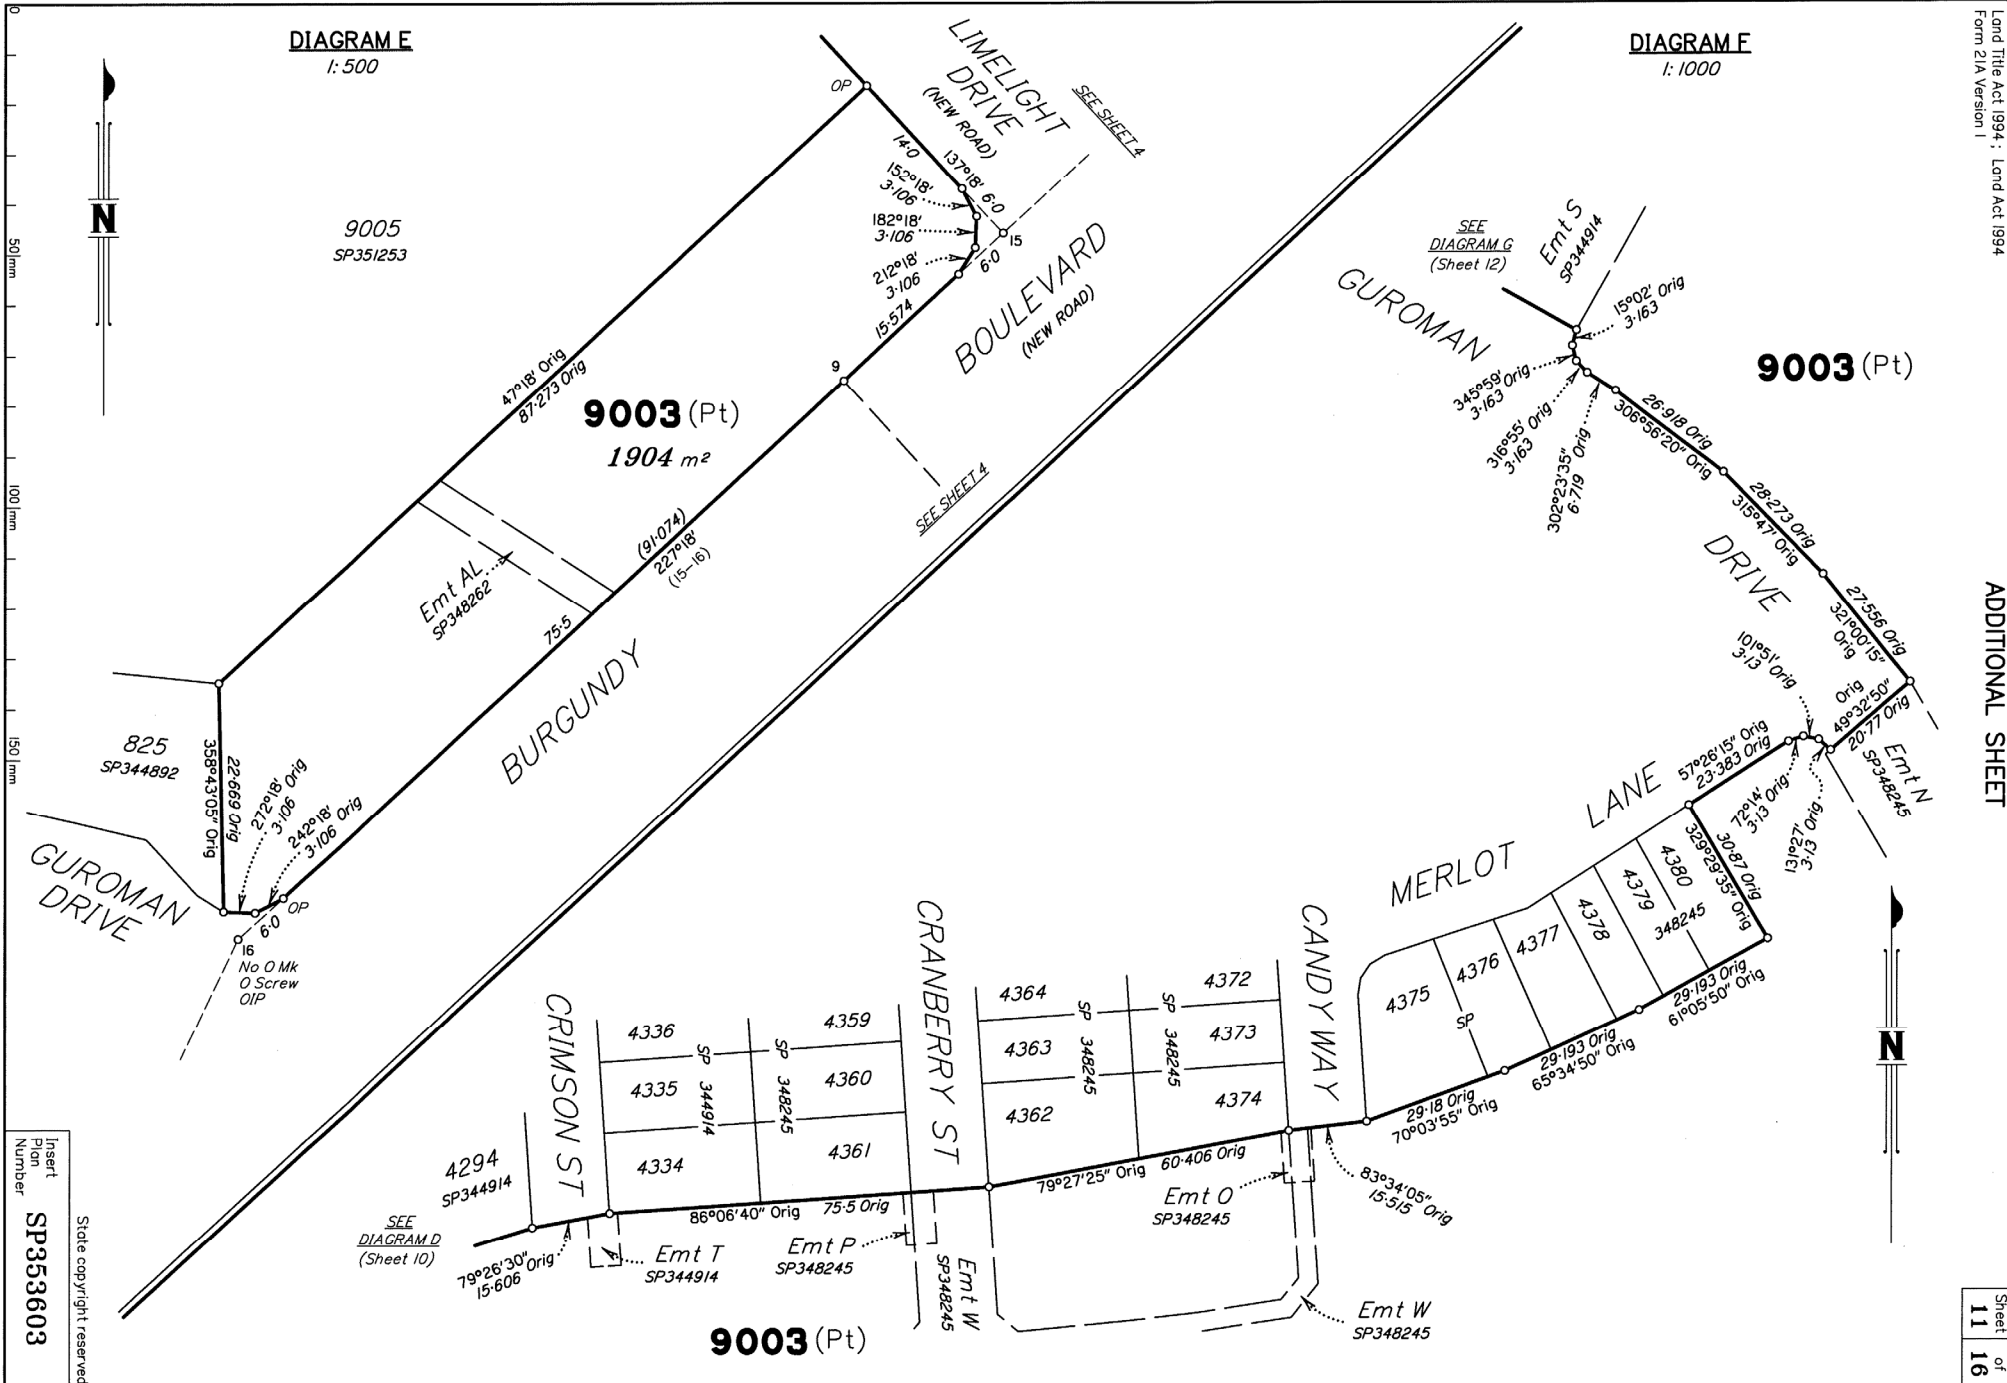 Land Title Act 1994 ; Land Act 1994
Form 21A Version 1
ADDITIONAL SHEET
Sheet of
11 16
0
50 mm
100 mm
150 mm
DIAGRAM E
1:500
N
9005
SP351253
OP
LIMELIGHT
DRIVE
(NEW ROAD)
SEE SHEET 4
14·0
137°18'
6·0
152°18'
3·106
182°18'
3·106
212°18'
3·106
15
6·0
15·574
BOULEVARD
(NEW ROAD)
9
47°18' Orig
87·273 Orig
9003 (Pt)
1904 m²
SEE SHEET 4
(91·074)
227°18'
(15-16)
Emt AL
SP348262
75·5
BURGUNDY
825
SP344892
22·669 Orig
358°43'05" Orig
272°18' Orig
3·106
242°18' Orig
3·106 Orig
GUROMAN
DRIVE
OP
6·0
16
No O Mk
O Screw
OIP
DIAGRAM F
1:1000
SEE
DIAGRAM G
(Sheet 12)
Emt S
SP344914
GUROMAN
15°02' Orig
3·163
9003 (Pt)
345°59' Orig
3·163
316°55' Orig
3·163
302°23'35" Orig
6·719
26·918 Orig
306°56'20" Orig
28·273 Orig
315°47' Orig
DRIVE
27·556 Orig
321°00'15"
Orig
101°51' Orig
3·13
Orig
49°32'50"
20·77 Orig
Emt N
SP348245
57°26'15" Orig
23·383 Orig
72°14'
3·13 Orig
131°27'
3·13 Orig
MERLOT LANE
30·87 Orig
329°29'35" Orig
4380
4379
348245
4378
4377
4376
4375
SP
29·193 Orig
61°05'50" Orig
29·193 Orig
65°34'50" Orig
29·18 Orig
70°03'55" Orig
N
CANDY WAY
CRANBERRY ST
CRIMSON ST
4364
4372
4363
4373
4362
4374
SP 348245
SP 348245
4336
4359
4335
4360
4334
4361
SP 344914
SP 348245
4294
SP344914
SEE
DIAGRAM D
(Sheet 10)
79°26'30" Orig
15·606
86°06'40" Orig
75·5 Orig
79°27'25" Orig
60·406 Orig
83°34'05" Orig
15·515
Emt T
SP344914
Emt P
SP348245
Emt W
SP348245
Emt O
SP348245
Emt W
SP348245
9003 (Pt)
State copyright reserved
Insert
Plan
Number
SP353603